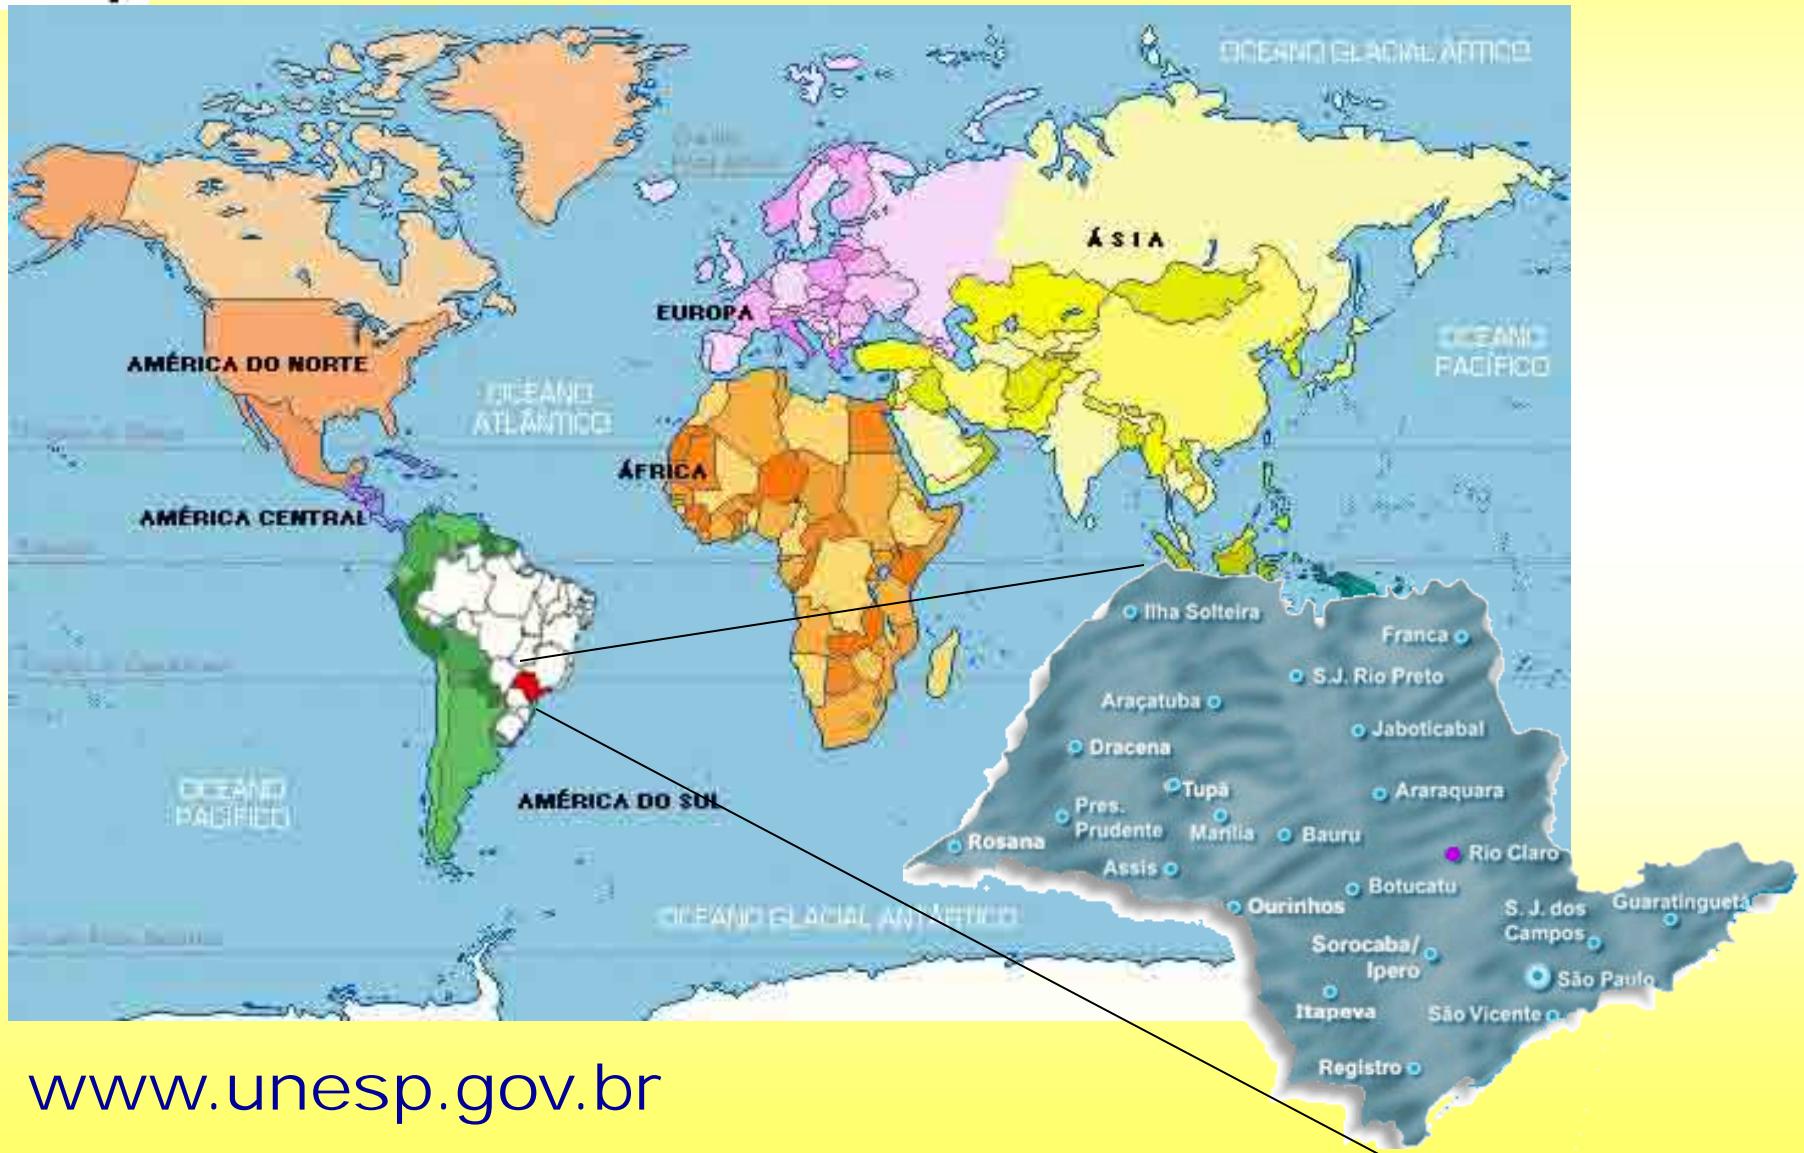 OCEANO GLACIAL ÁRTICO
ÁSIA
EUROPA
AMÉRICA DO NORTE
OCEANO
PACÍFICO
OCEANO
ATLÂNTICO
ÁFRICA
AMÉRICA CENTRAL
OCEANO
PACÍFICO
AMÉRICA DO SUL
OCEANO GLACIAL ANTÁRTICO
Ilha Solteira
Franca
S.J. Rio Preto
Araçatuba
Jaboticabal
Dracena
Tupã
Araraquara
Pres.
Prudente
Marília
Bauru
Rosana
Rio Claro
Assis
Botucatu
Ourinhos
S. J. dos
Campos
Guaratinguetá
Sorocaba/
Ipero
São Paulo
Itapeva
São Vicente
Registro
www.unesp.gov.br